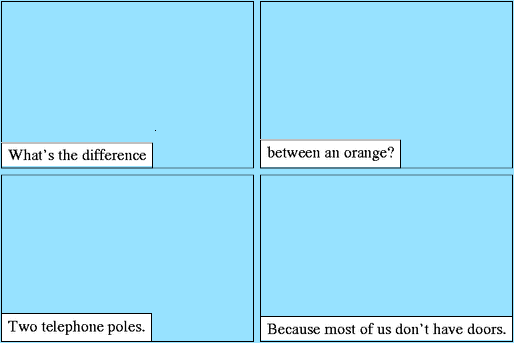 What's the difference
between an orange?
Two telephone poles.
Because most of us don't have doors.